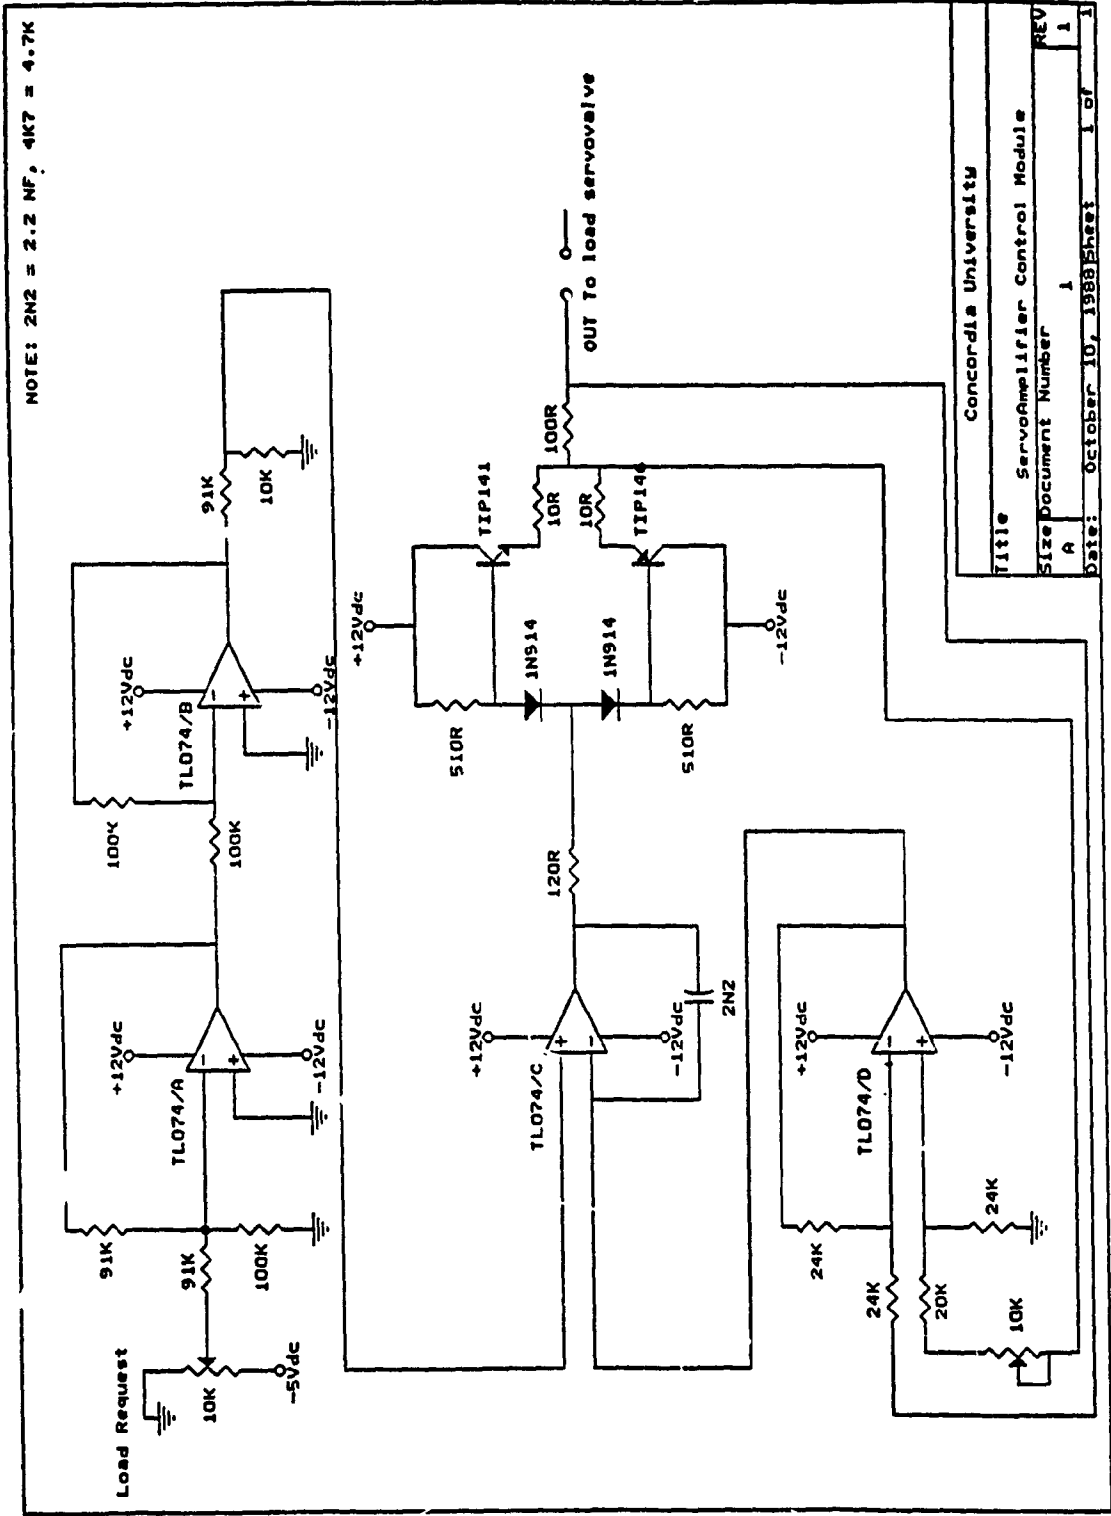 NOTE: 2N2 = 2.2 NF, 4K7 = 4.7K
Load Request
10K
-5Vdc
91K
91K
100K
+12Vdc
TL074/A
-
+
-12Vdc
100K
100K
+12Vdc
TL074/B
-
+
-12Vdc
91K
10K
+12Vdc
TL074/C
+
-
-12Vdc
2N2
120R
+12Vdc
510R
1N914
1N914
510R
-12Vdc
TIP141
10R
10R
TIP146
100R
OUT To load servovalve
24K
24K
20K
10K
24K
+12Vdc
TL074/D
-
+
-12Vdc
Concordia University
Title
ServoAmplifier Control Module
Size Document Number REV
A 1 1
Date: October 10, 1988 Sheet 1 of 1